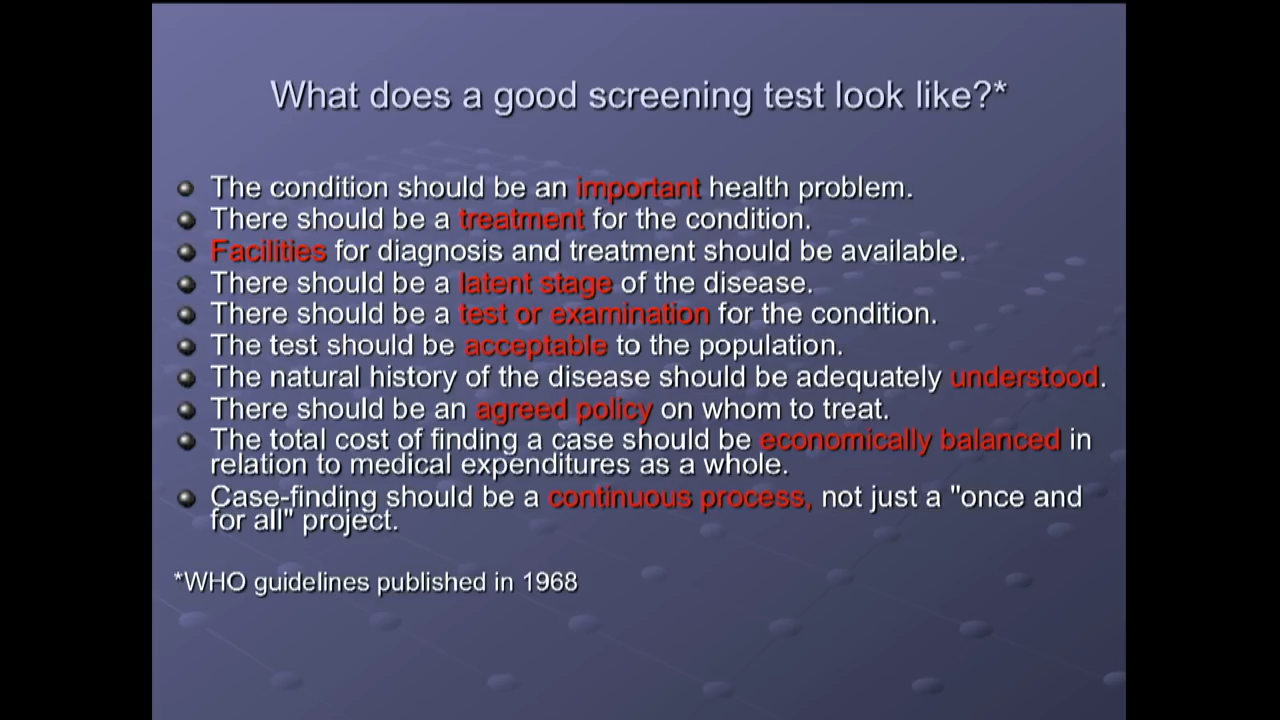 What does a good screening test look like?*
The condition should be an important health problem.
There should be a treatment for the condition.
Facilities for diagnosis and treatment should be available.
There should be a latent stage of the disease.
There should be a test or examination for the condition.
The test should be acceptable to the population.
The natural history of the disease should be adequately understood.
There should be an agreed policy on whom to treat.
The total cost of finding a case should be economically balanced in
relation to medical expenditures as a whole.
Case-finding should be a continuous process, not just a "once and
for all" project.
*WHO guidelines published in 1968